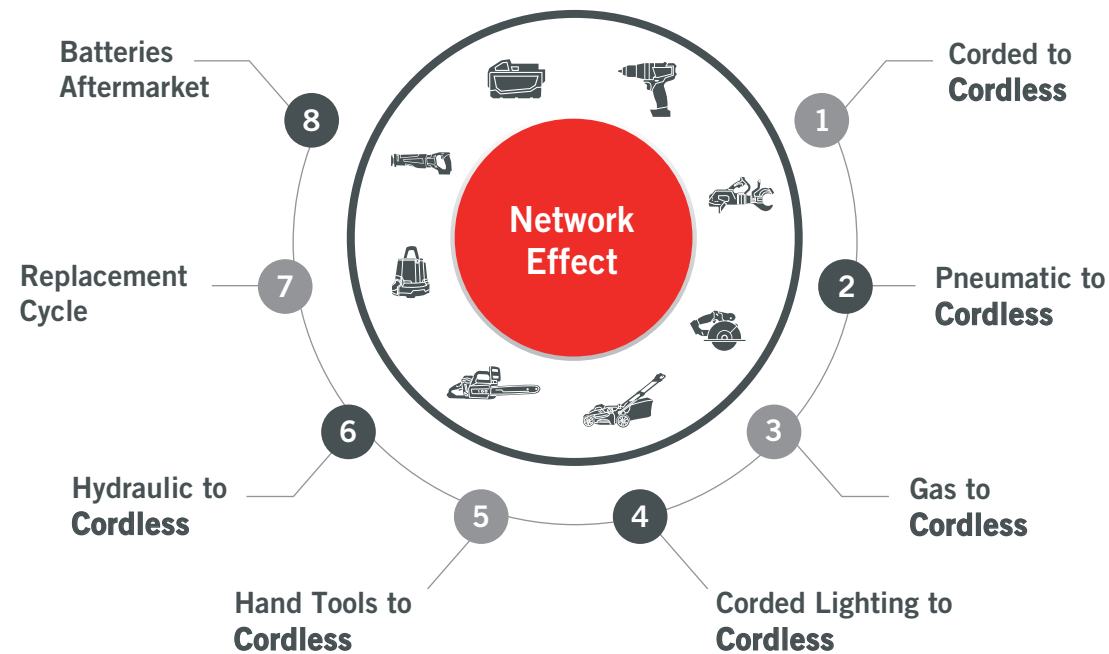 Network
Effect
1
Corded to
Cordless
2
Pneumatic to
Cordless
3
Gas to
Cordless
4
Corded Lighting to
Cordless
5
Hand Tools to
Cordless
6
Hydraulic to
Cordless
7
Replacement
Cycle
8
Batteries
Aftermarket